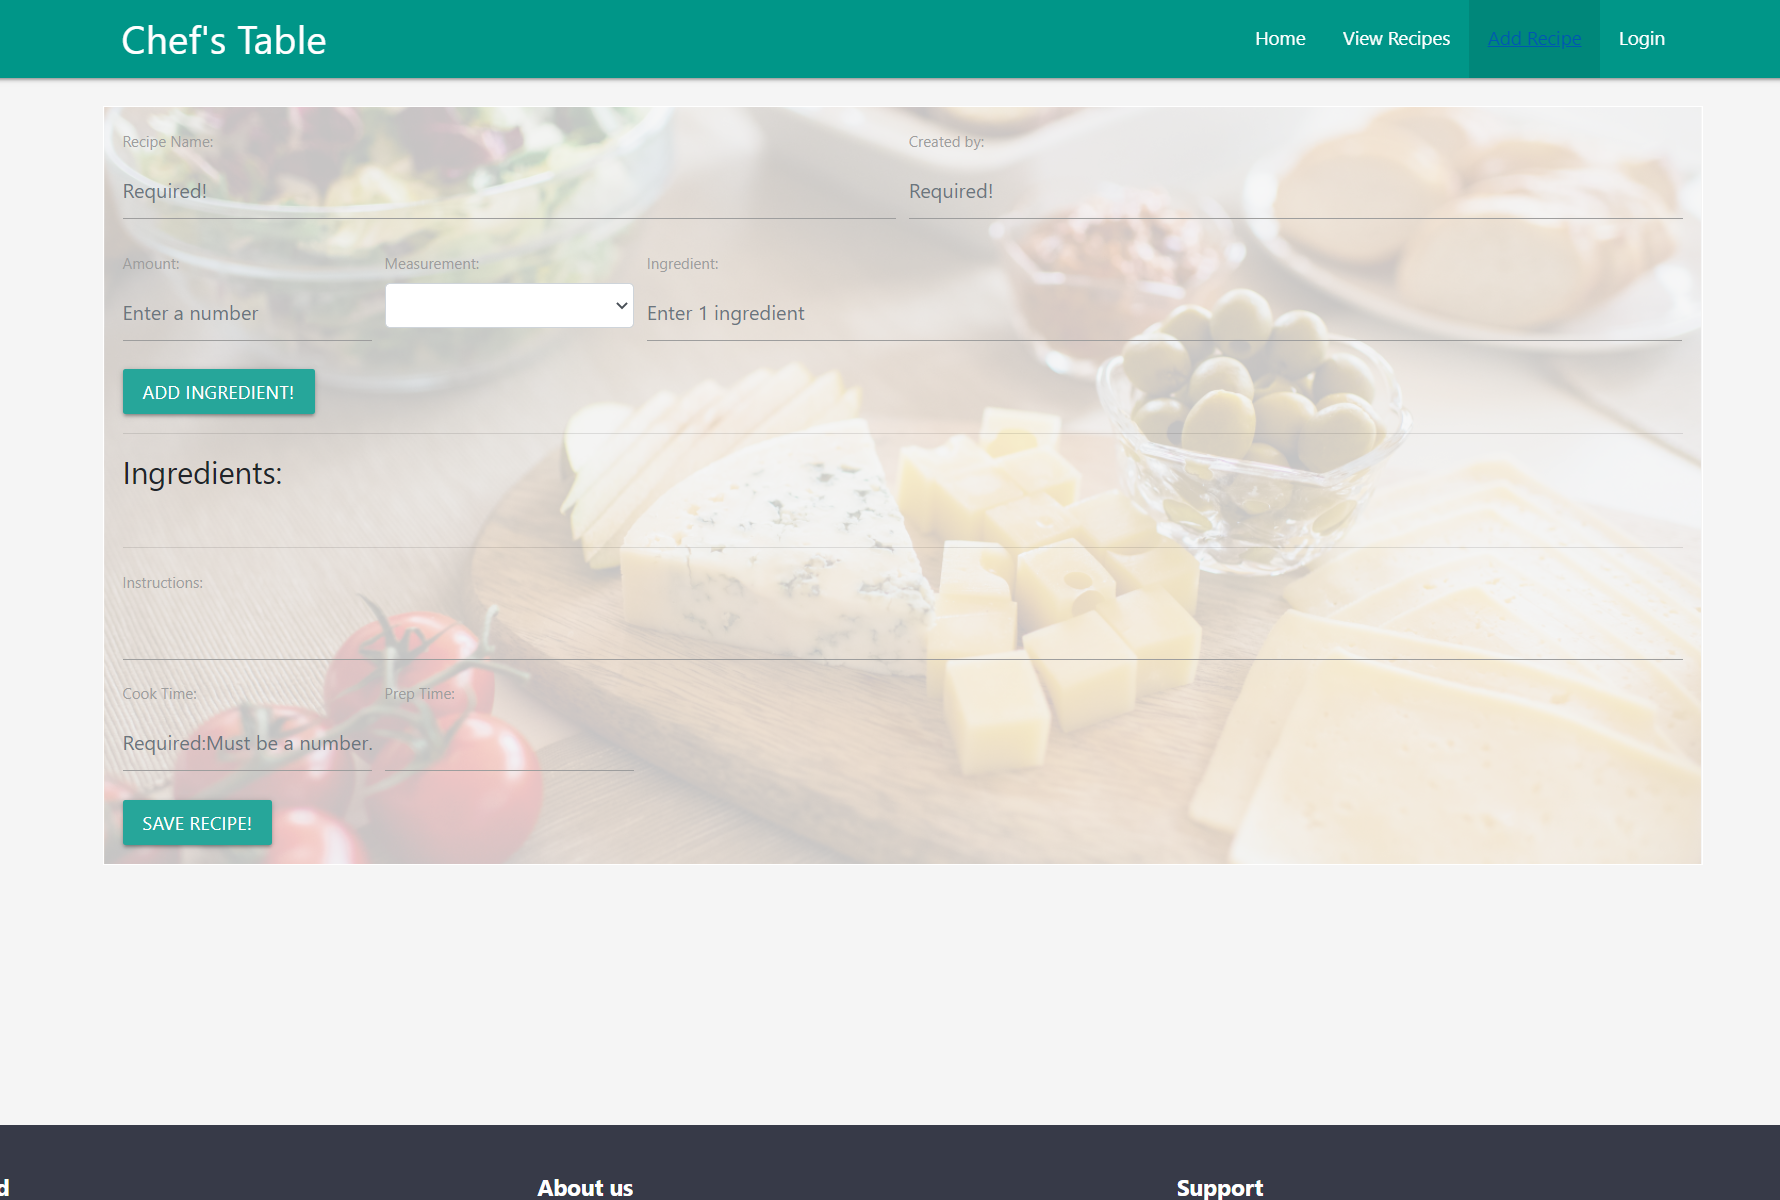 Chef's Table
Home View Recipes Add Recipe Login
Recipe Name: Created by:
Required! Required!
Amount: Measurement: Ingredient:
Enter a number Enter 1 ingredient
ADD INGREDIENT!
Ingredients:
Instructions:
Cook Time: Prep Time:
Required:Must be a number.
SAVE RECIPE!
d About us Support